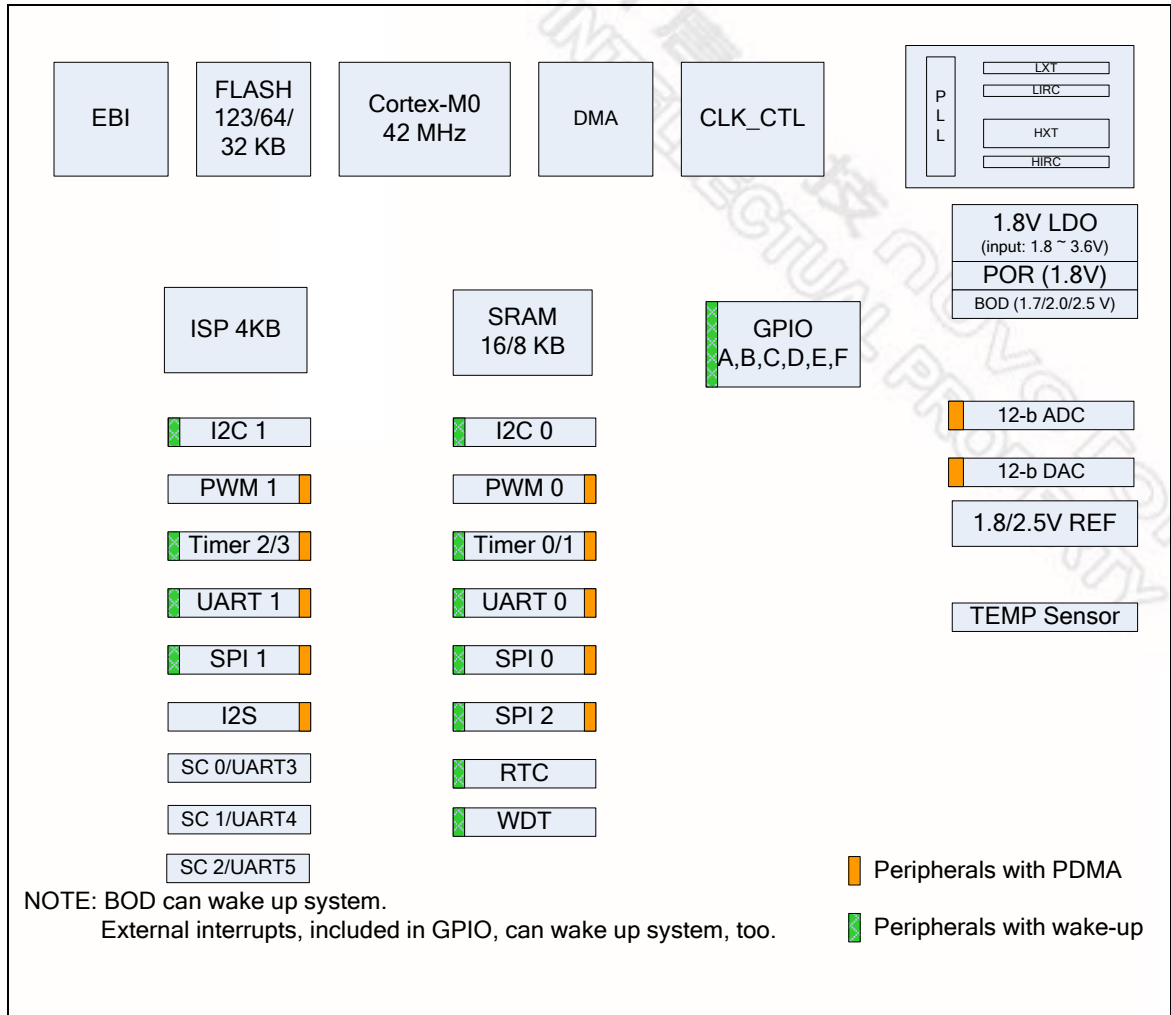 EBI
FLASH
123/64/
32 KB
Cortex-M0
42 MHz
DMA
CLK_CTL
P
L
L
LXT
LIRC
HXT
HIRC
1.8V LDO
(input: 1.8 ~ 3.6V)
POR (1.8V)
BOD (1.7/2.0/2.5 V)
ISP 4KB
SRAM
16/8 KB
GPIO
A,B,C,D,E,F
I2C 1
I2C 0
12-b ADC
PWM 1
PWM 0
12-b DAC
1.8/2.5V REF
Timer 2/3
Timer 0/1
UART 1
UART 0
TEMP Sensor
SPI 1
SPI 0
I2S
SPI 2
SC 0/UART3
RTC
SC 1/UART4
WDT
SC 2/UART5
Peripherals with PDMA
NOTE: BOD can wake up system.
External interrupts, included in GPIO, can wake up system, too.
Peripherals with wake-up